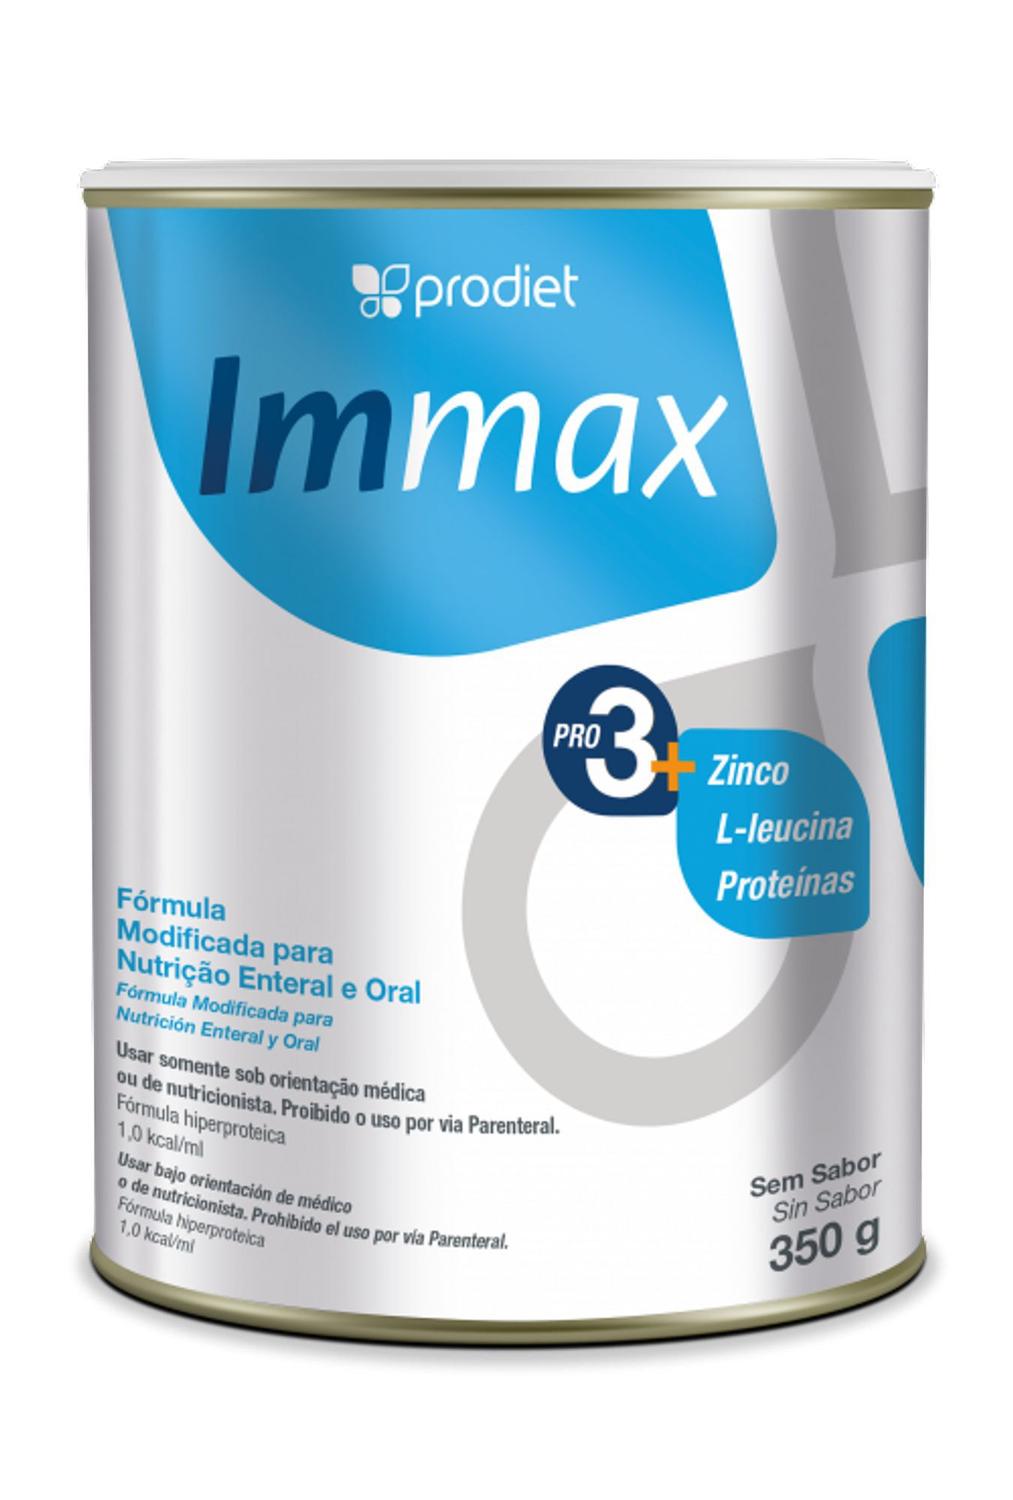 prodiet
Immax
PRO 3+
Zinco
L-leucina
Proteínas
Fórmula
Modificada para
Nutrição Enteral e Oral
Fórmula Modificada para
Nutrición Enteral y Oral
Usar somente sob orientação médica
ou de nutricionista. Proibido o uso por via Parenteral.
Fórmula hiperproteica
1,0 kcal/ml
Usar bajo orientación de médico
o de nutricionista. Prohibido el uso por vía Parenteral.
Fórmula hiperproteica
1,0 kcal/ml
Sem Sabor
Sin Sabor
350 g